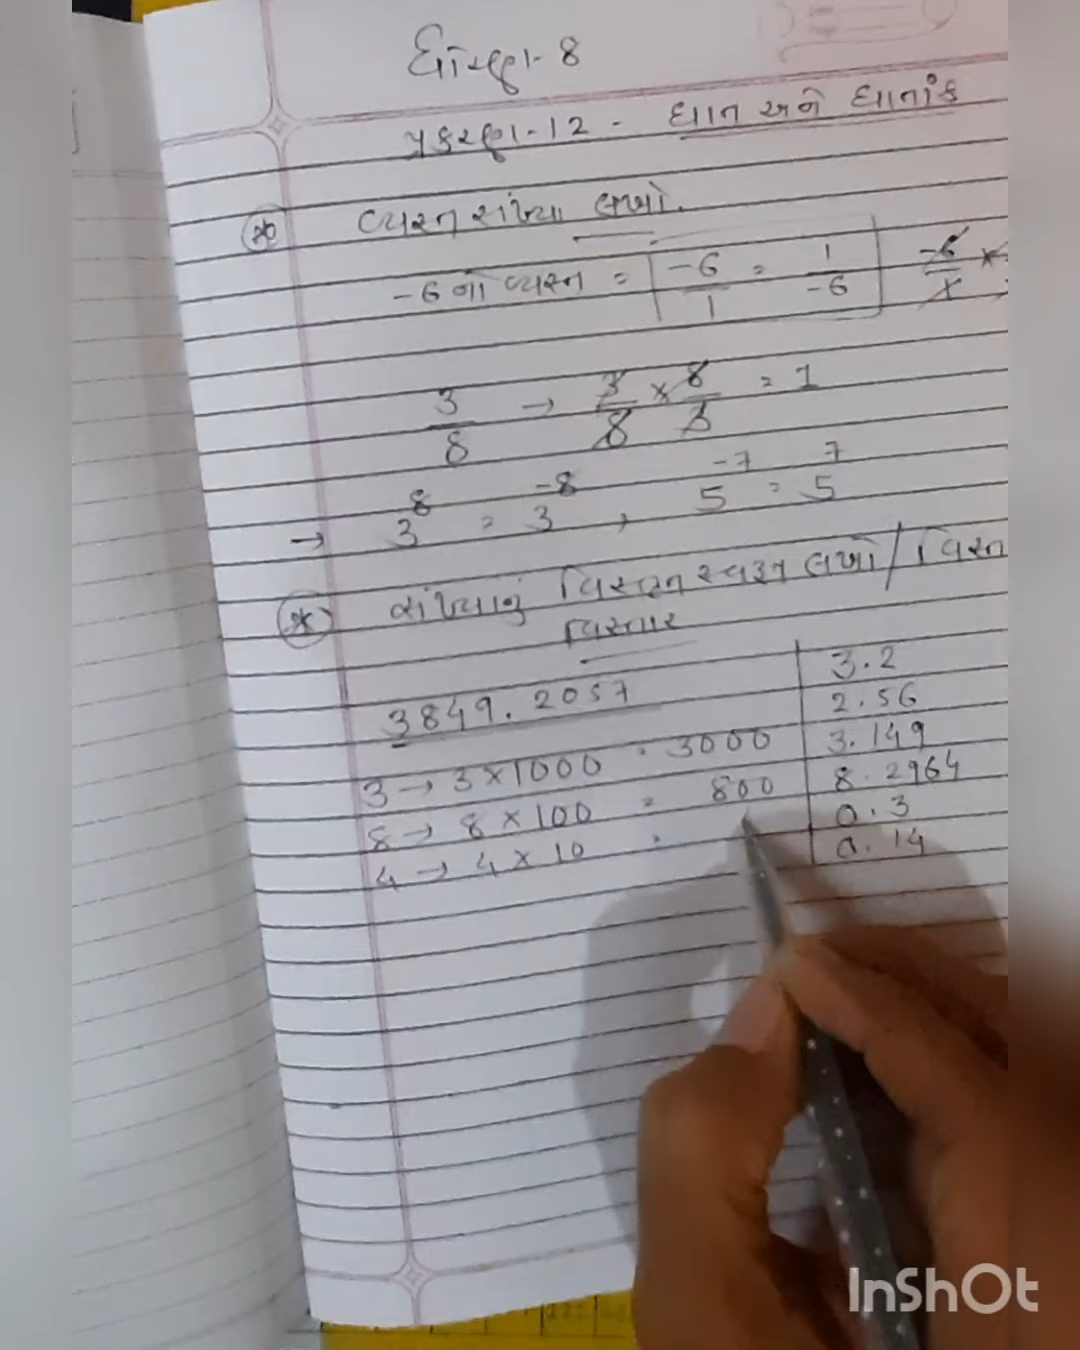 ધોરણ-8
પ્રકરણ-12 - ઘાત અને ઘાતાંક
વ્યસ્ત સંખ્યા લખો.
-6 નો વ્યસ્ત = -6/1 = 1/-6 -6/1 ×
3/8 → 3/8 × 8/3 = 1
→ 3^8 = 3^-8 , 5^-7 = 5^7
સંખ્યાનું વિસ્તૃત સ્વરૂપ લખો / વિસ્ત
વિસ્તાર
3849.2057
3 → 3×1000 = 3000
8 → 8×100 = 800
4 → 4×10 =
3.2
2.56
3.149
8.2964
0.3
0.14
InShOt